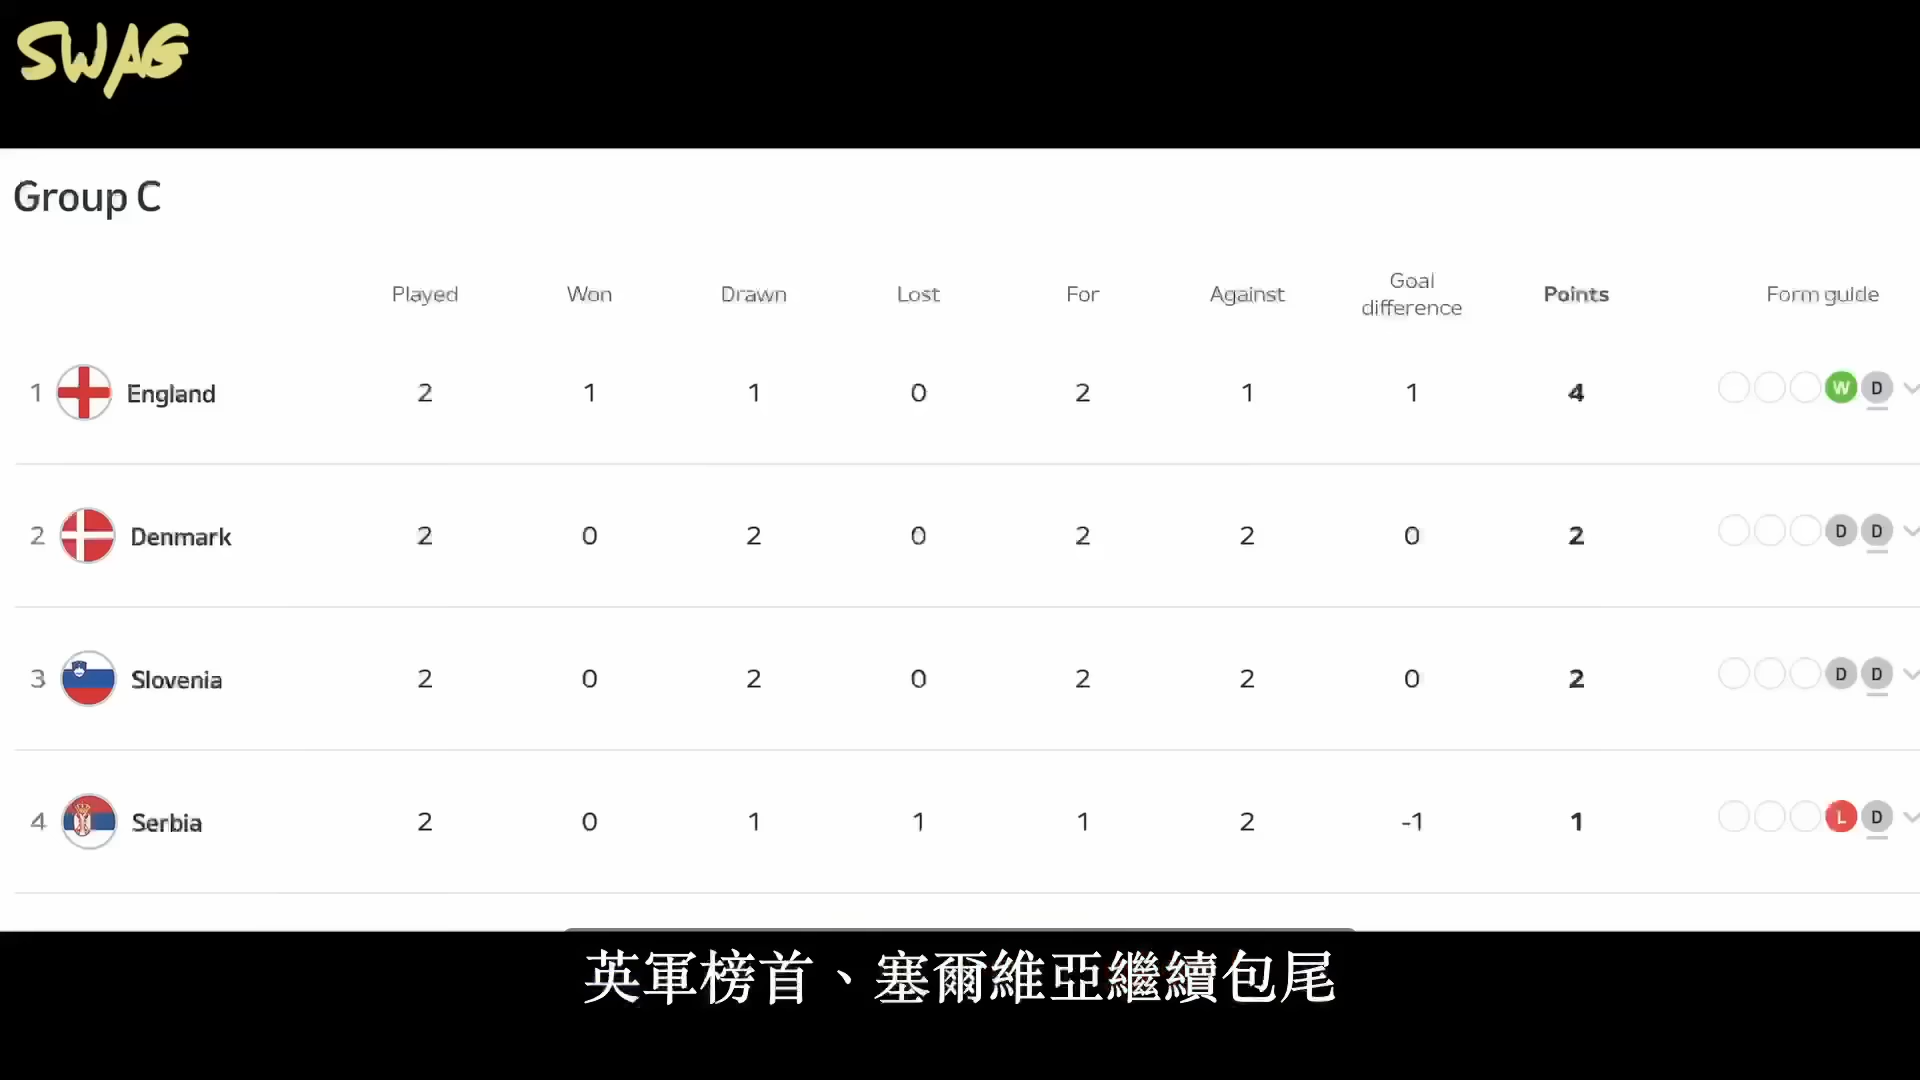 SWAG
Group C
Played Won Drawn Lost For Against Goal difference Points Form guide
1 England 2 1 1 0 2 1 1 4 W D
2 Denmark 2 0 2 0 2 2 0 2 D D
3 Slovenia 2 0 2 0 2 2 0 2 D D
4 Serbia 2 0 1 1 1 2 -1 1 L D
英軍榜首、塞爾維亞繼續包尾